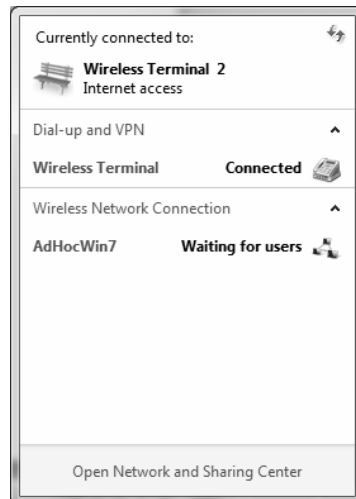 Currently connected to:
Wireless Terminal 2
Internet access
Dial-up and VPN
Wireless Terminal Connected
Wireless Network Connection
AdHocWin7 Waiting for users
Open Network and Sharing Center